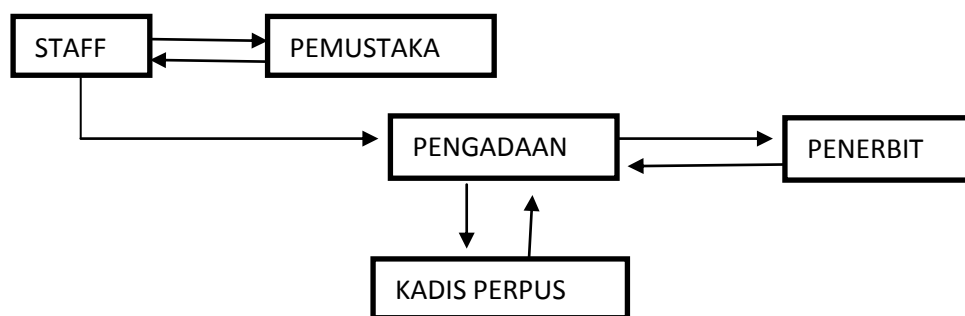 STAFF
PEMUSTAKA
PENGADAAN
PENERBIT
KADIS PERPUS